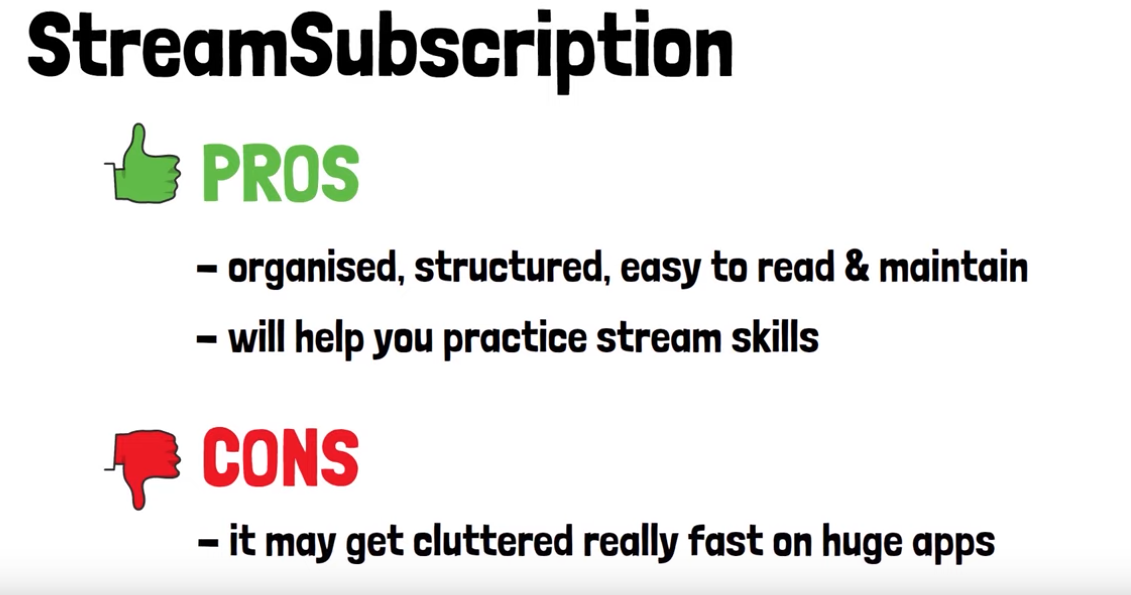 StreamSubscription
PROS
– organised, structured, easy to read & maintain
– will help you practice stream skills
CONS
– it may get cluttered really fast on huge apps